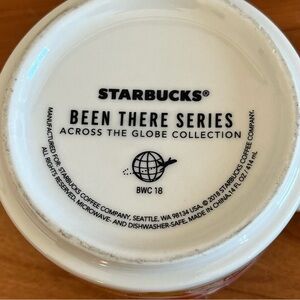 STARBUCKS®
BEEN THERE SERIES
ACROSS THE GLOBE COLLECTION
BWC 18
MANUFACTURED FOR: STARBUCKS COFFEE COMPANY, SEATTLE, WA 98134 USA. © 2018 STARBUCKS COFFEE COMPANY.
ALL RIGHTS RESERVED. MICROWAVE- AND DISHWASHER-SAFE. MADE IN CHINA. 14 FL OZ / 414 mL